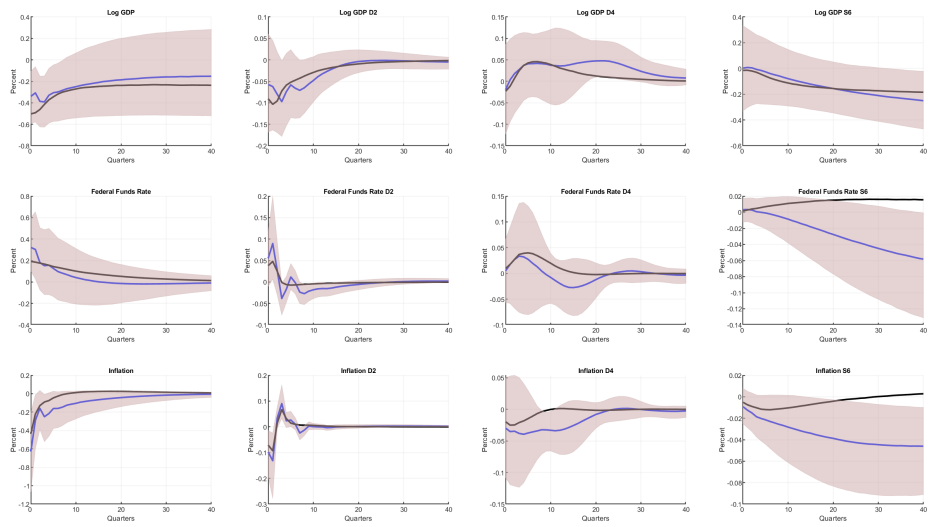 Log GDP
Log GDP D2
Log GDP D4
Log GDP S6
Percent
0.4
0.2
0
-0.2
-0.4
-0.6
-0.8
0 10 20 30 40
Quarters
Percent
0.1
0.05
0
-0.05
-0.1
-0.15
-0.2
0 10 20 30 40
Quarters
Percent
0.15
0.1
0.05
0
-0.05
-0.1
-0.15
0 10 20 30 40
Quarters
Percent
0.4
0.2
0
-0.2
-0.4
-0.6
0 10 20 30 40
Quarters
Federal Funds Rate
Federal Funds Rate D2
Federal Funds Rate D4
Federal Funds Rate S6
Percent
0.8
0.6
0.4
0.2
0
-0.2
-0.4
0 10 20 30 40
Quarters
Percent
0.2
0.15
0.1
0.05
0
-0.05
-0.1
0 10 20 30 40
Quarters
Percent
0.15
0.1
0.05
0
-0.05
-0.1
0 10 20 30 40
Quarters
Percent
0.02
0
-0.02
-0.04
-0.06
-0.08
-0.1
-0.12
-0.14
0 10 20 30 40
Quarters
Inflation
Inflation D2
Inflation D4
Inflation S6
Percent
0.2
0
-0.2
-0.4
-0.6
-0.8
-1
-1.2
0 10 20 30 40
Quarters
Percent
0.2
0.1
0
-0.1
-0.2
-0.3
0 10 20 30 40
Quarters
Percent
0.05
0
-0.05
-0.1
-0.15
0 10 20 30 40
Quarters
Percent
0.02
0
-0.02
-0.04
-0.06
-0.08
-0.1
0 10 20 30 40
Quarters